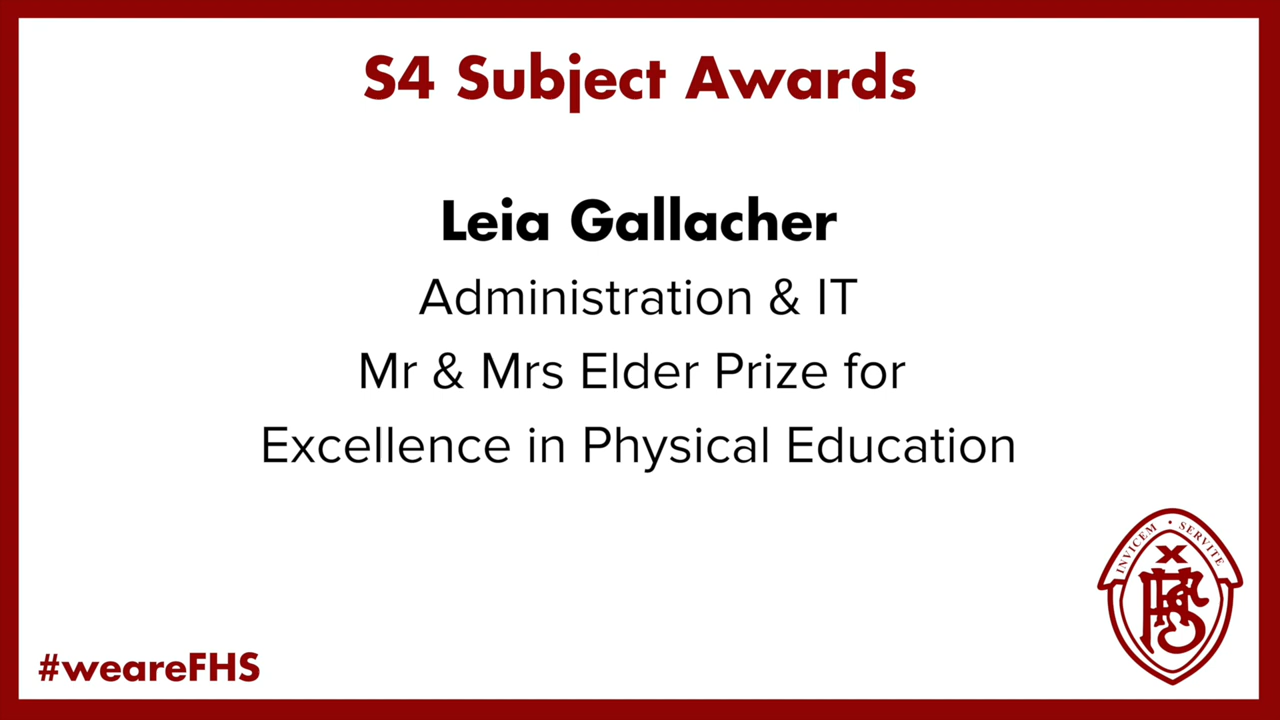 S4 Subject Awards
Leia Gallacher
Administration & IT
Mr & Mrs Elder Prize for
Excellence in Physical Education
INVICEM • SERVITE
X
FHS
#weareFHS